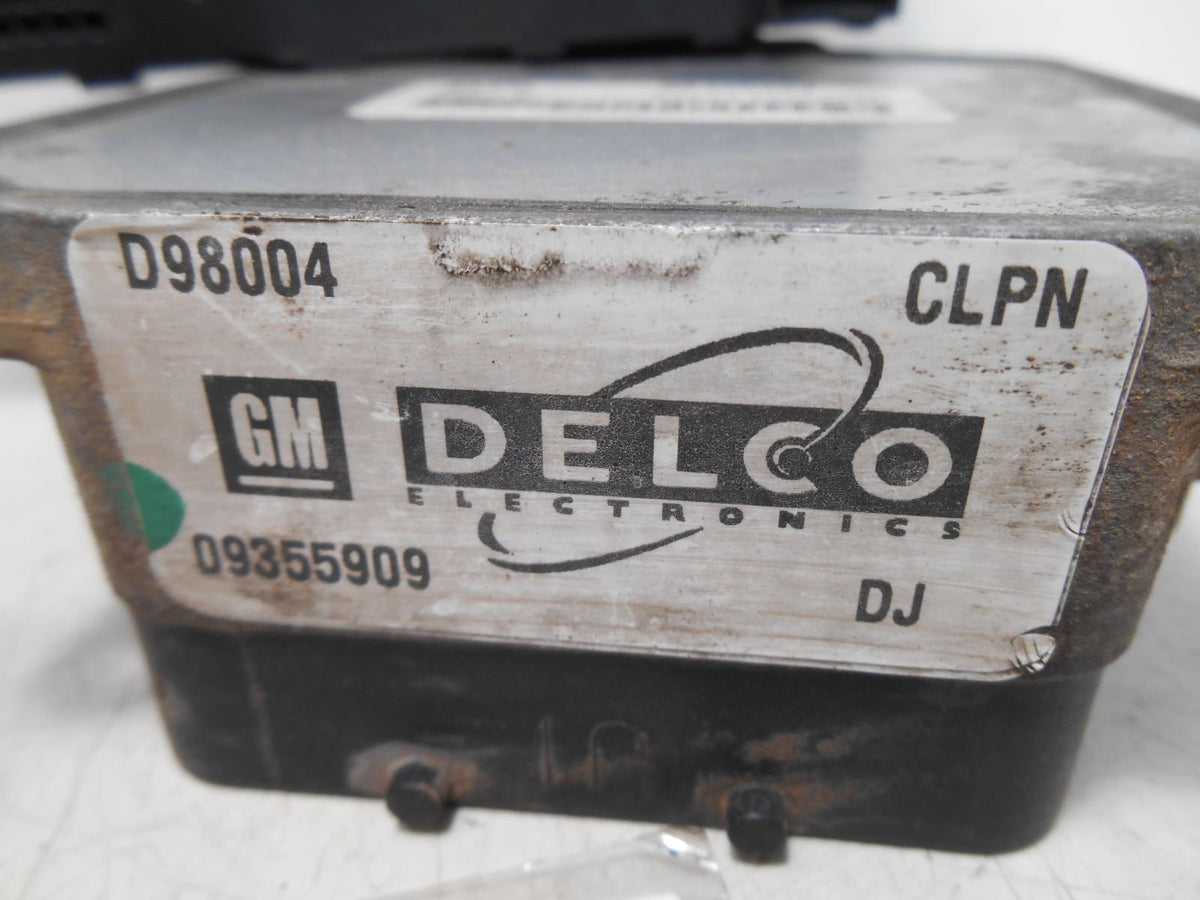 D98004
CLPN
GM
DELCO
ELECTRONICS
09355909
DJ